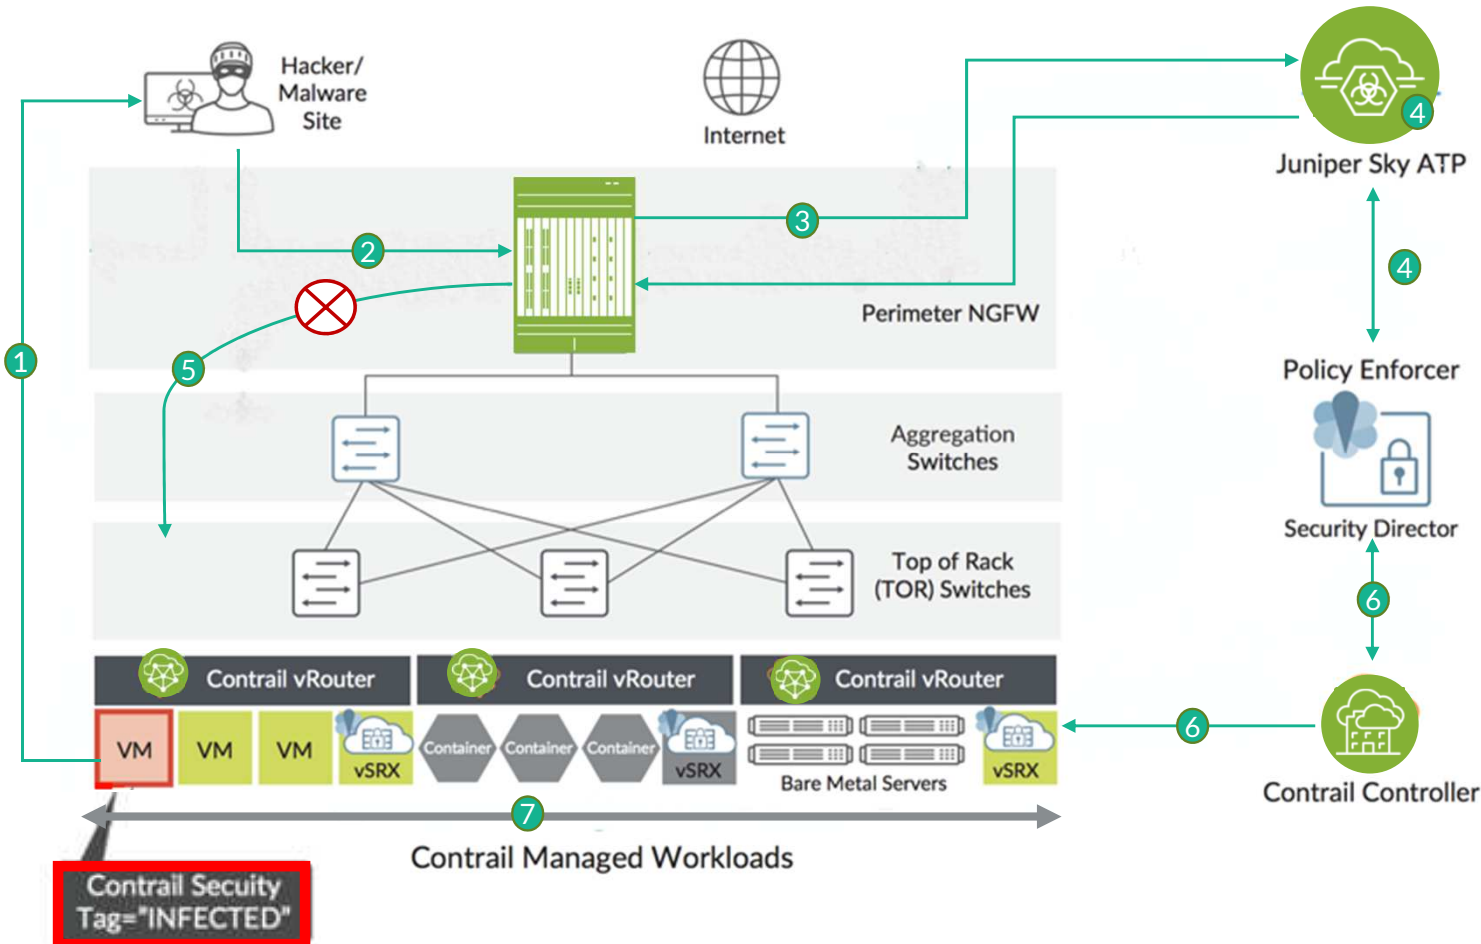 Hacker/
Malware
Site
Internet
4
Juniper Sky ATP
1
2
3
4
5
Perimeter NGFW
Policy Enforcer
Aggregation
Switches
Security Director
Top of Rack
(TOR) Switches
6
Contrail vRouter
Contrail vRouter
Contrail vRouter
VM
VM
VM
vSRX
Container
Container
Container
vSRX
Bare Metal Servers
vSRX
6
Contrail Controller
7
Contrail Managed Workloads
Contrail Secuity
Tag="INFECTED"